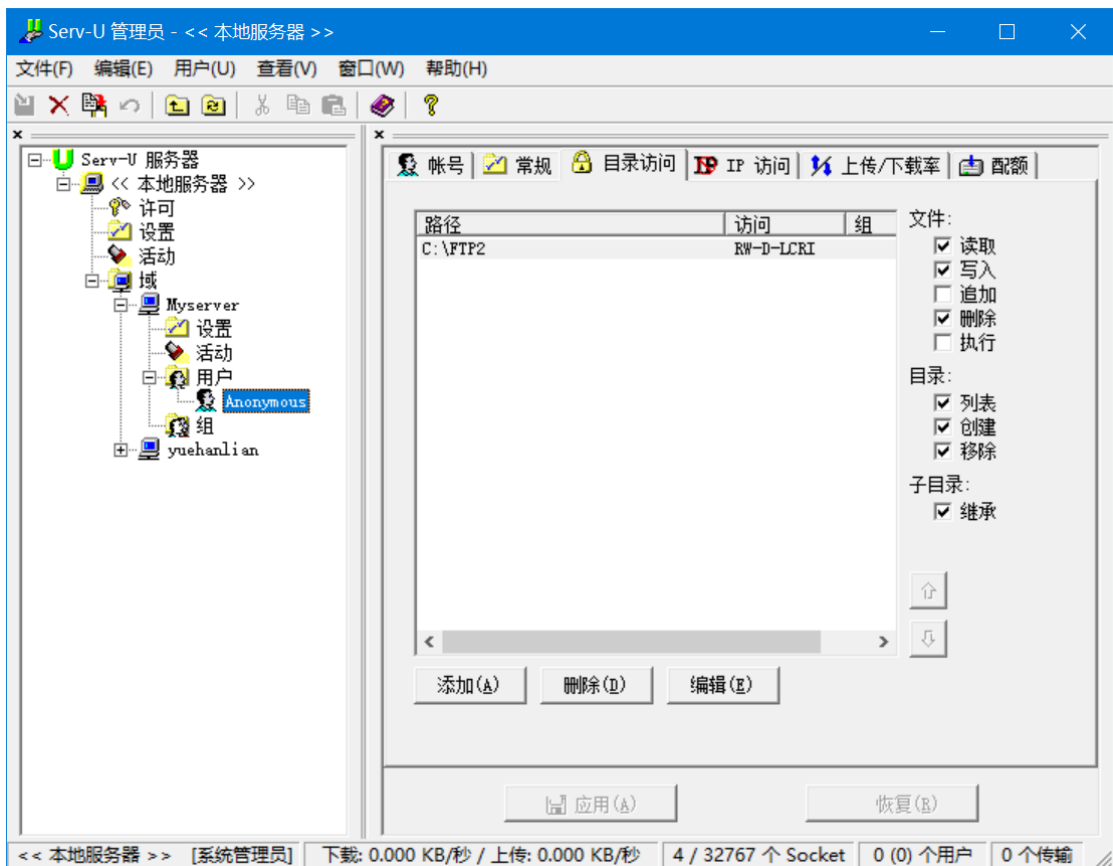 Serv-U 管理员 - << 本地服务器 >>
文件(F) 编辑(E) 用户(U) 查看(V) 窗口(W) 帮助(H)
Serv-U 服务器
<< 本地服务器 >>
许可
设置
活动
域
Myserver
设置
活动
用户
Anonymous
组
yuehanlian
帐号 常规 目录访问 IP 访问 上传/下载率 配额
路径 访问 组
C:\FTP2 RW-D-LCRI
文件:
读取
写入
追加
删除
执行
目录:
列表
创建
移除
子目录:
继承
添加(A) 删除(D) 编辑(E)
应用(A) 恢复(R)
<< 本地服务器 >> [系统管理员] 下载: 0.000 KB/秒 / 上传: 0.000 KB/秒 4 / 32767 个 Socket 0 (0) 个用户 0 个传输